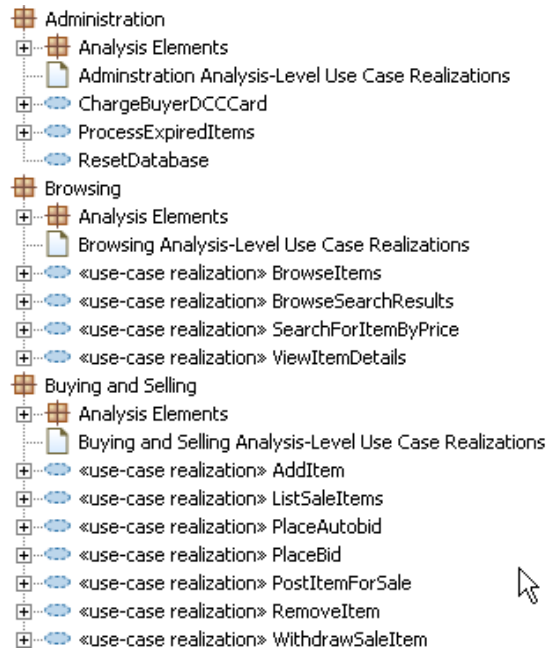 Administration
Analysis Elements
Adminstration Analysis-Level Use Case Realizations
ChargeBuyerDCCCard
ProcessExpiredItems
ResetDatabase
Browsing
Analysis Elements
Browsing Analysis-Level Use Case Realizations
«use-case realization» BrowseItems
«use-case realization» BrowseSearchResults
«use-case realization» SearchForItemByPrice
«use-case realization» ViewItemDetails
Buying and Selling
Analysis Elements
Buying and Selling Analysis-Level Use Case Realizations
«use-case realization» AddItem
«use-case realization» ListSaleItems
«use-case realization» PlaceAutobid
«use-case realization» PlaceBid
«use-case realization» PostItemForSale
«use-case realization» RemoveItem
«use-case realization» WithdrawSaleItem